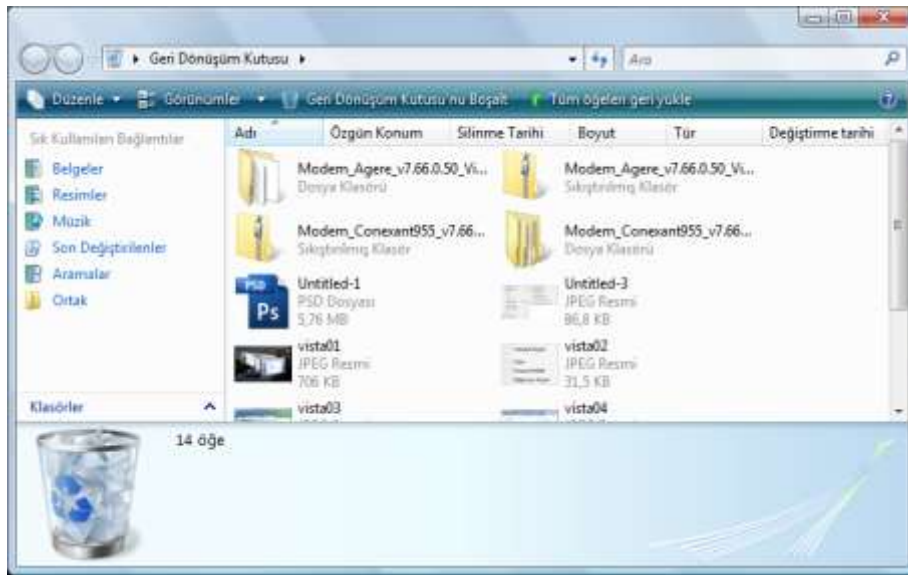 Geri Dönüşüm Kutusu
Ara
Düzenle Görünümler Geri Dönüşüm Kutusu'nu Boşalt Tüm öğeleri geri yükle
Sık Kullanılan Bağlantılar
Belgeler
Resimler
Müzik
Son Değiştirilenler
Aramalar
Ortak
Klasörler
Adı Özgün Konum Silinme Tarihi Boyut Tür Değiştirme tarihi
Modem_Agere_v7.66.0.50_Vi...
Dosya Klasörü
Modem_Agere_v7.66.0.50_Vi...
Sıkıştırılmış Klasör
Modem_Conexant955_v7.66...
Sıkıştırılmış Klasör
Modem_Conexant955_v7.66...
Dosya Klasörü
PSD
Ps
Untitled-1
PSD Dosyası
5,76 MB
Untitled-3
JPEG Resmi
86,8 KB
vista01
JPEG Resmi
706 KB
vista02
JPEG Resmi
31,5 KB
vista03
vista04
14 öğe